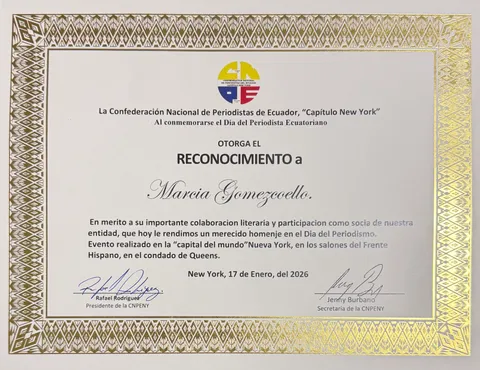 La Confederación Nacional de Periodistas de Ecuador, "Capítulo New York"
Al conmemorarse el Dia del Periodista Ecuatoriano
OTORGA EL
RECONOCIMIENTO a
Marcia Gomezcoello.
En merito a su importante colaboracion literaria y participacion como socia de nuestra
entidad, que hoy le rendimos un merecido homenje en el Dia del Periodismo.
Evento realizado en la "capital del mundo"Nueva York, en los salones del Frente
Hispano, en el condado de Queens.
New York, 17 de Enero, del 2026
Rafael Rodriguez
Presidente de la CNPENY
Jenny Burbano
Secretaria de la CNPENY